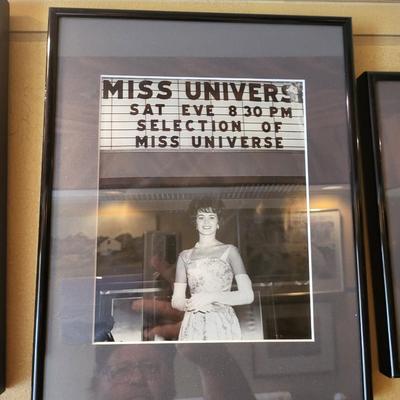 MISS UNIVERS
SAT EVE 8 30 PM
SELECTION OF
MISS UNIVERSE